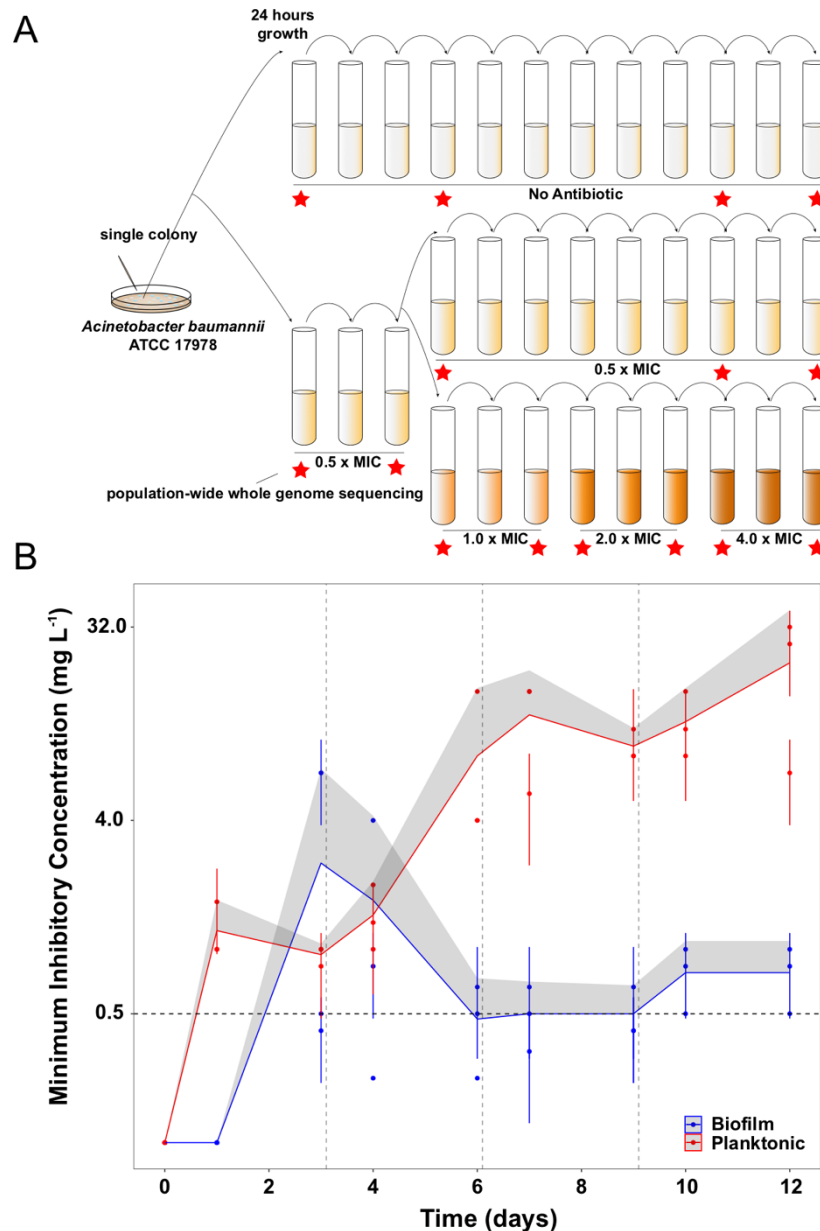 A
24 hours
growth
No Antibiotic
single colony
Acinetobacter baumannii
ATCC 17978
0.5 x MIC
0.5 x MIC
population-wide whole genome sequencing
1.0 x MIC
2.0 x MIC
4.0 x MIC
B
Minimum Inhibitory Concentration (mg L-1)
32.0
4.0
0.5
Biofilm
Planktonic
0 2 4 6 8 10 12
Time (days)